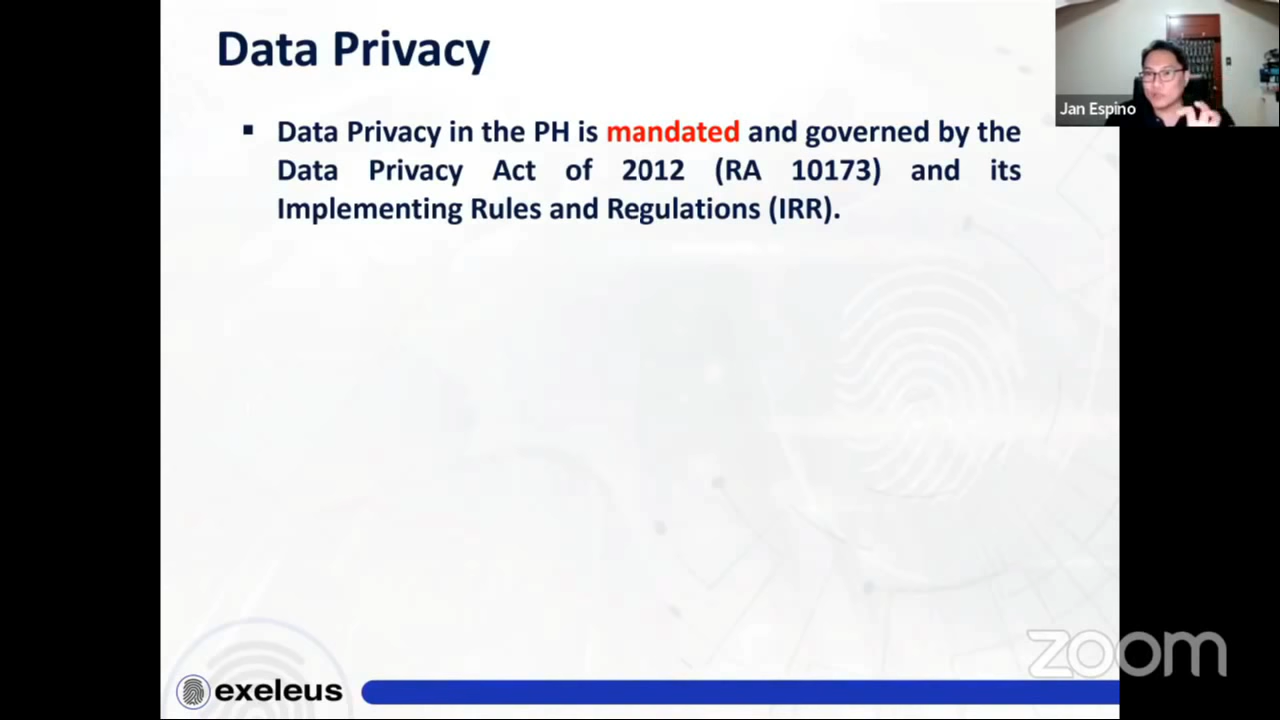 Data Privacy
▪ Data Privacy in the PH is mandated and governed by the
Data Privacy Act of 2012 (RA 10173) and its
Implementing Rules and Regulations (IRR).
Jan Espino
exeleus
zoom